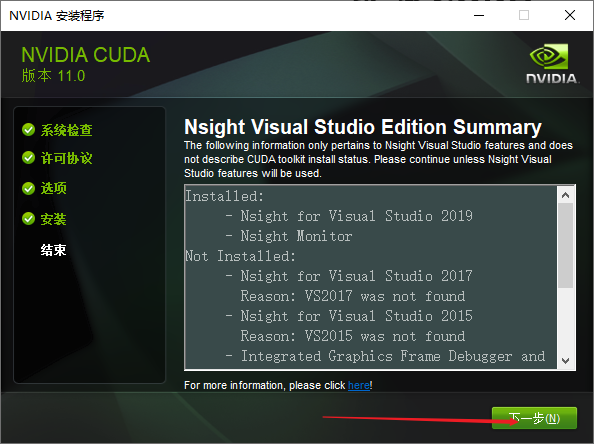 NVIDIA 安装程序
NVIDIA CUDA
版本 11.0
NVIDIA.
系统检查
许可协议
选项
安装
结束
Nsight Visual Studio Edition Summary
The following information only pertains to Nsight Visual Studio features and does
not describe CUDA toolkit install status. Please continue unless Nsight Visual
Studio features will be used.
Installed:
- Nsight for Visual Studio 2019
- Nsight Monitor
Not Installed:
- Nsight for Visual Studio 2017
Reason: VS2017 was not found
- Nsight for Visual Studio 2015
Reason: VS2015 was not found
- Integrated Graphics Frame Debugger and
For more information, please click here!
下一步(N)